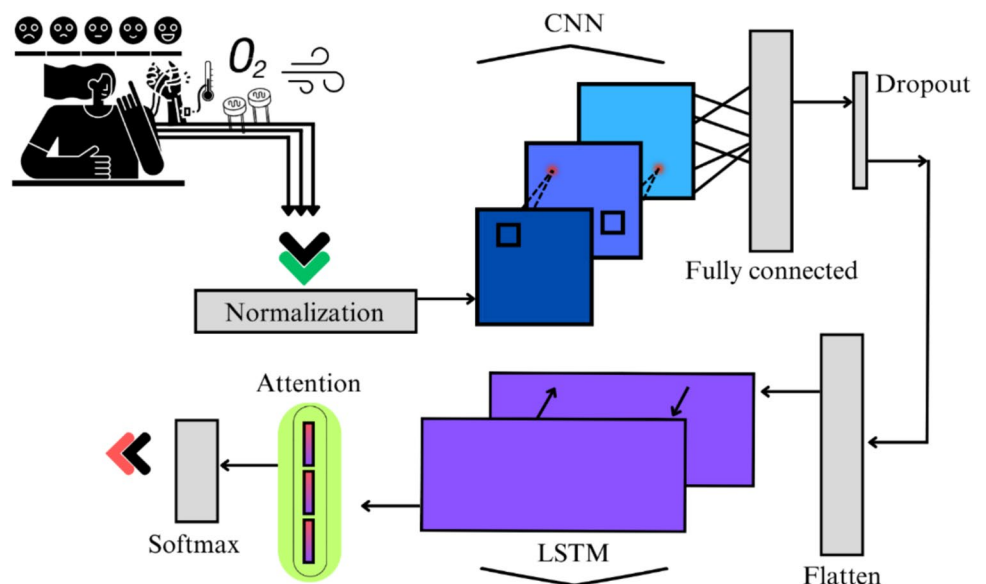 CNN
O2
Dropout
Fully connected
Normalization
Attention
Softmax
LSTM
Flatten